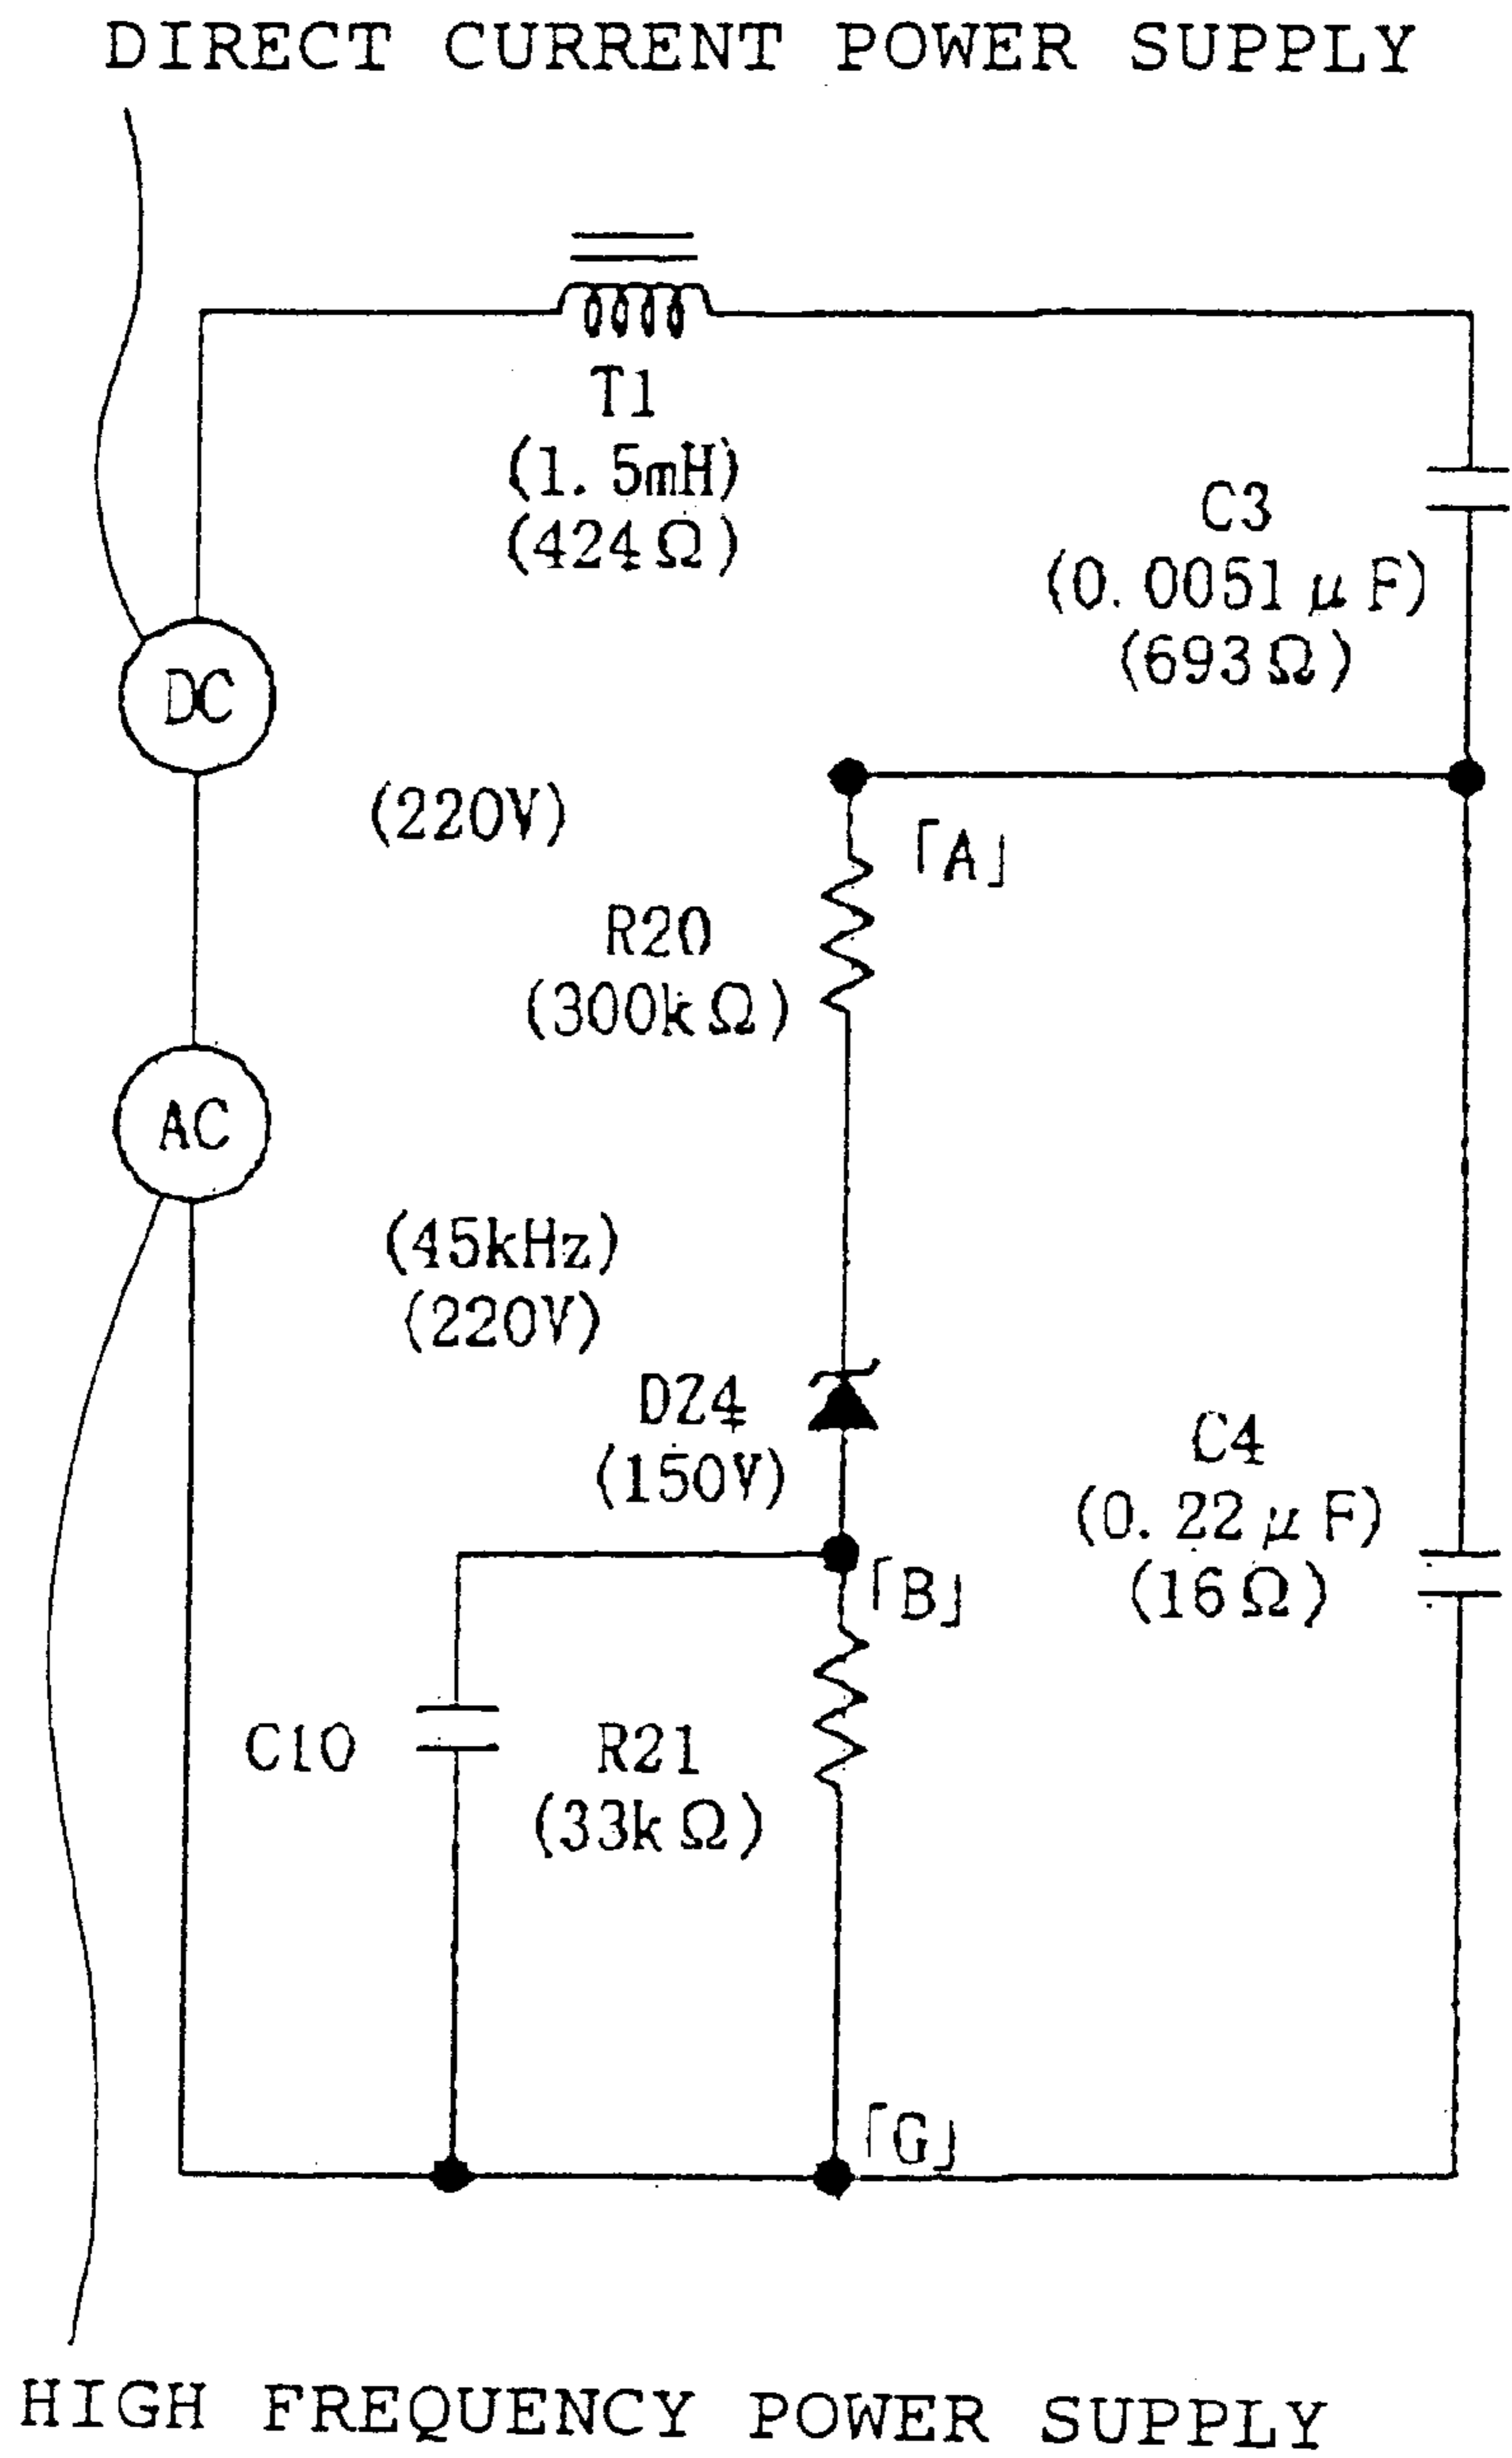 DIRECT CURRENT POWER SUPPLY
T1
(1.5mH)
(424Ω)
C3
(0.0051μF)
(693Ω)
DC
(220V)
「A」
R20
(300kΩ)
AC
(45kHz)
(220V)
DZ4
(150V)
C4
(0.22μF)
(16Ω)
「B」
C10
R21
(33kΩ)
「G」
HIGH FREQUENCY POWER SUPPLY